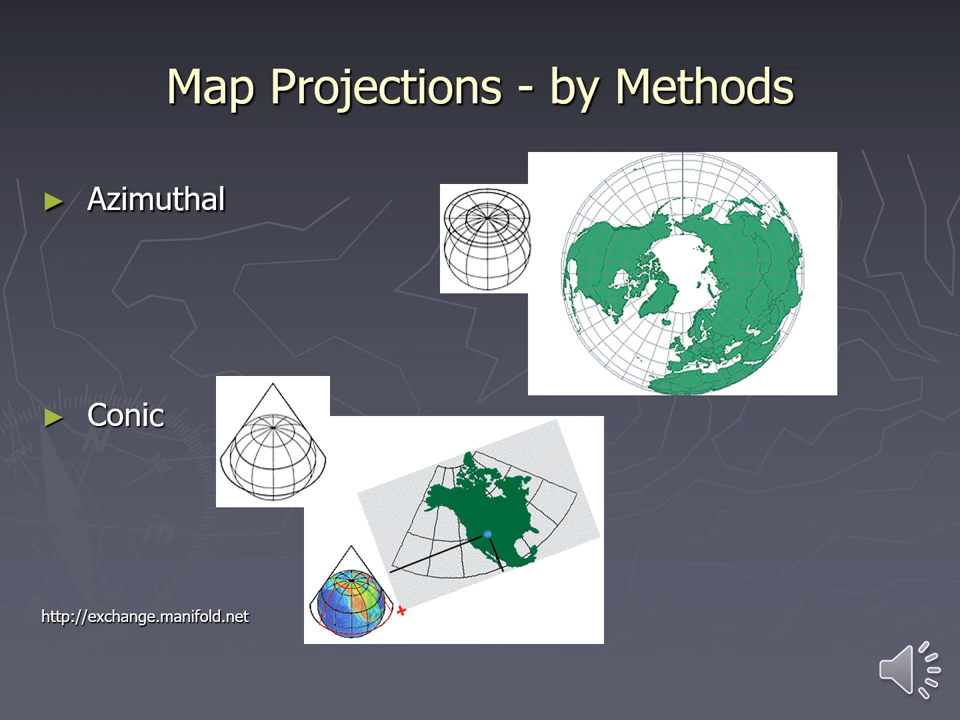 Map Projections - by Methods
► Azimuthal
► Conic
http://exchange.manifold.net